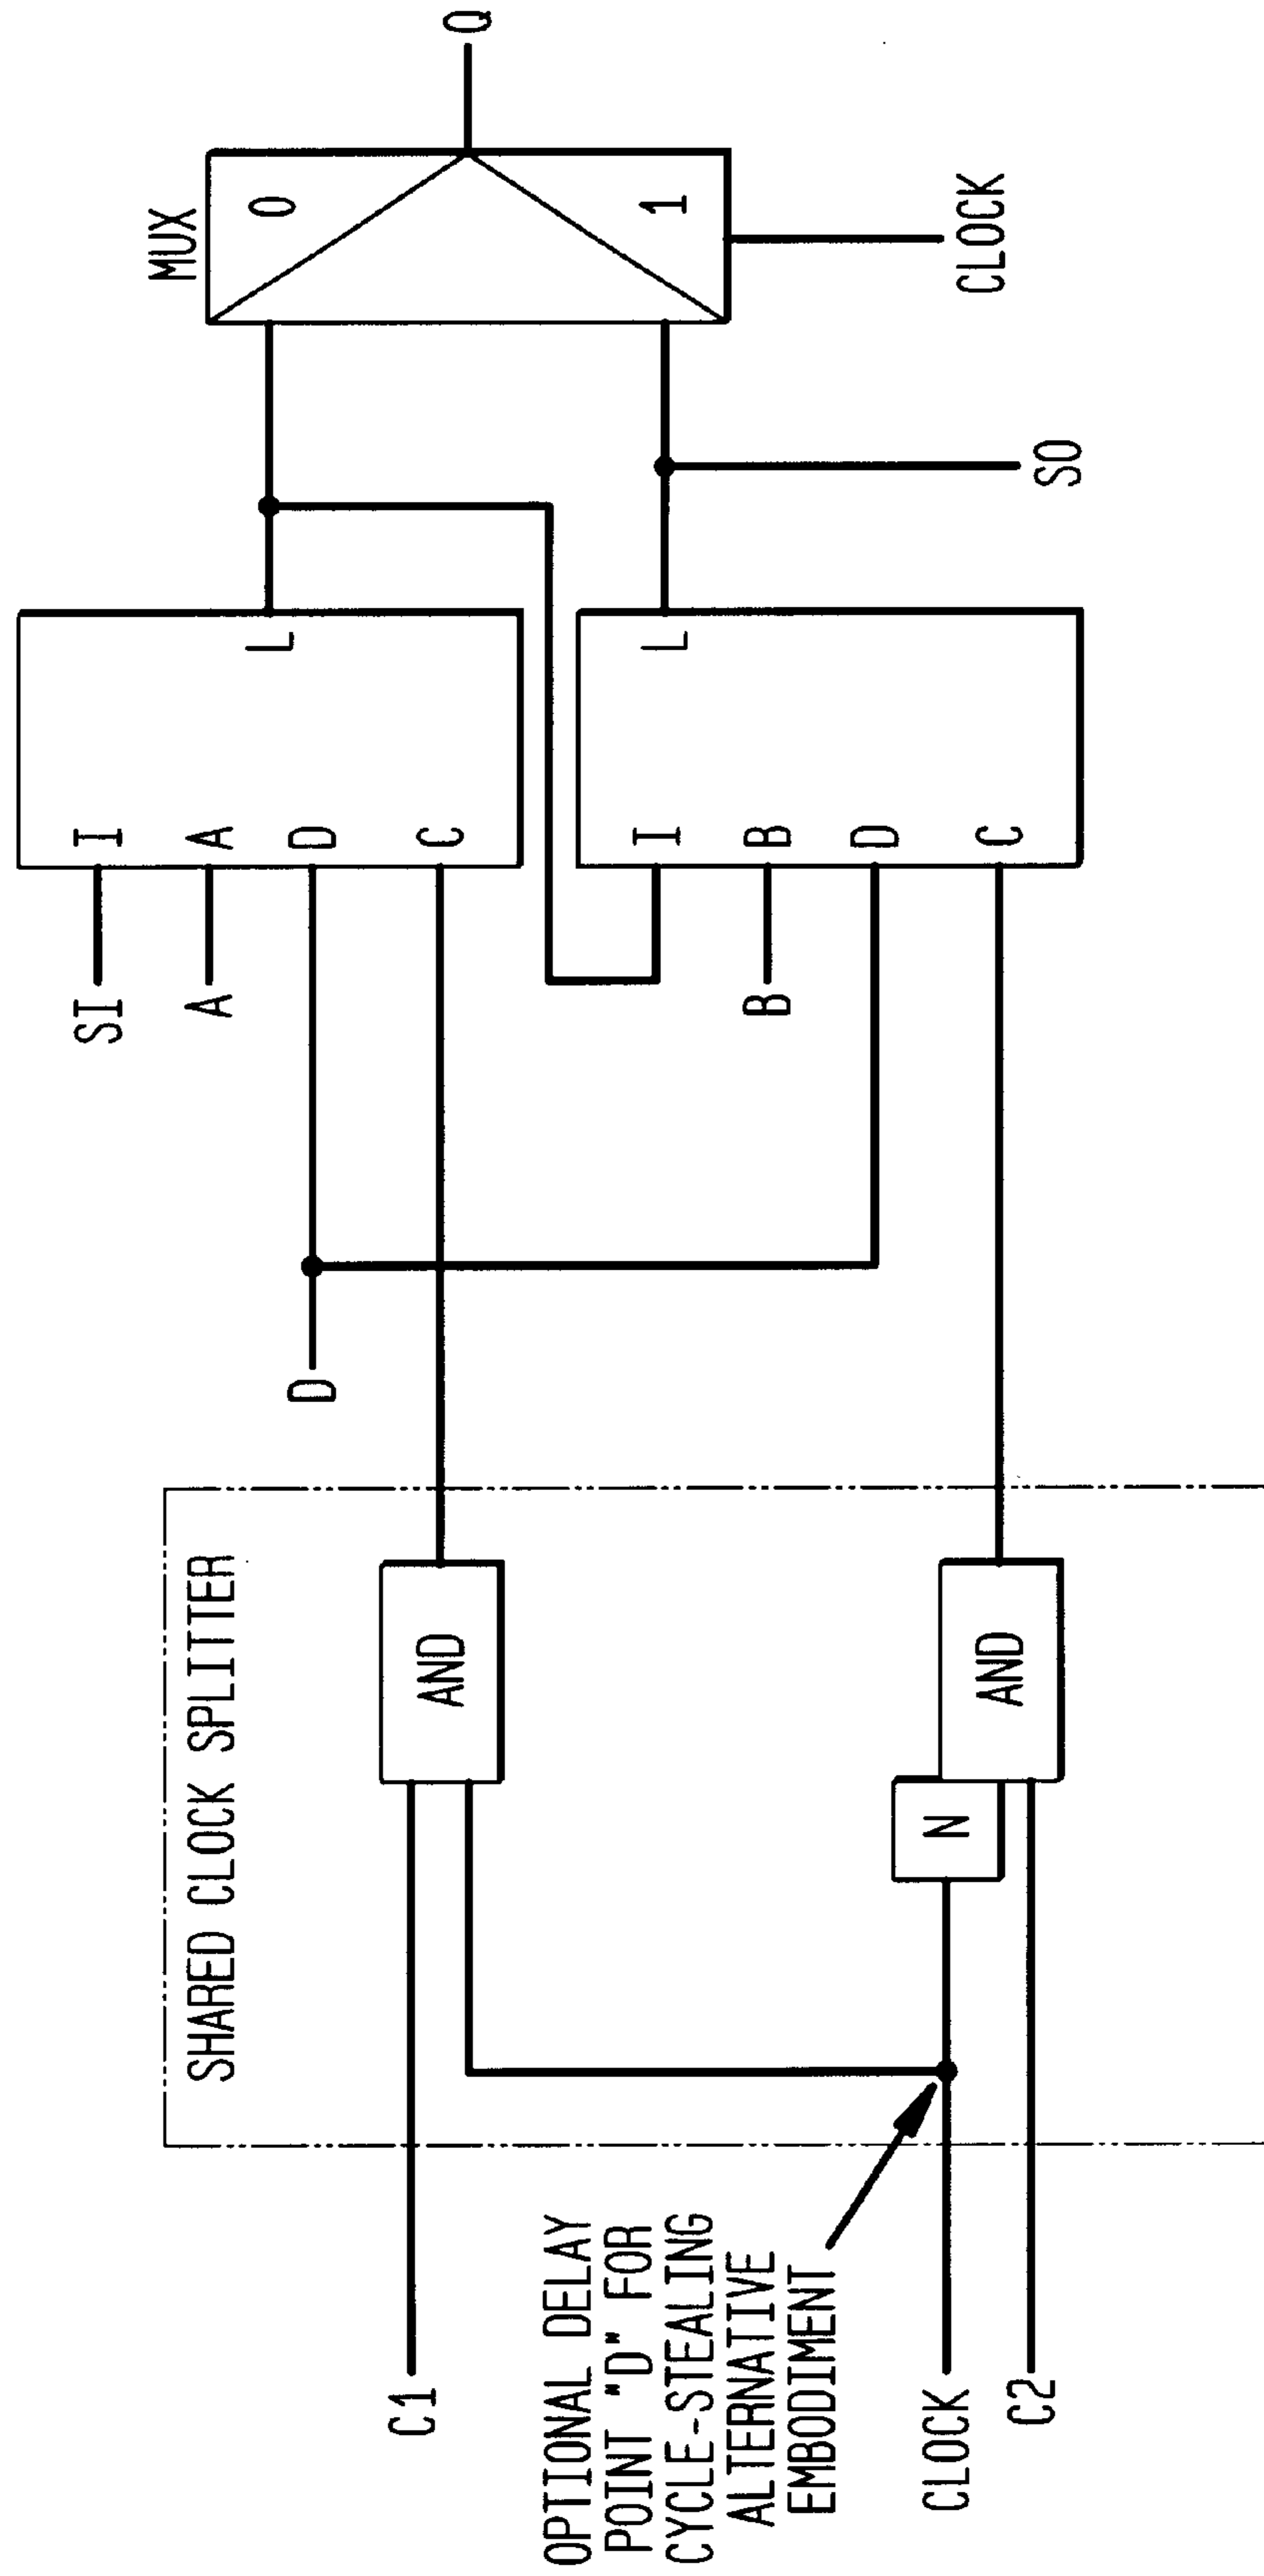 SHARED CLOCK SPLITTER
C1
AND
OPTIONAL DELAY
POINT "D" FOR
CYCLE-STEALING
ALTERNATIVE
EMBODIMENT
CLOCK
C2
N
AND
D
SI
A
I
A
D
C
L
B
I
B
D
C
L
SO
MUX
0
1
CLOCK
Q